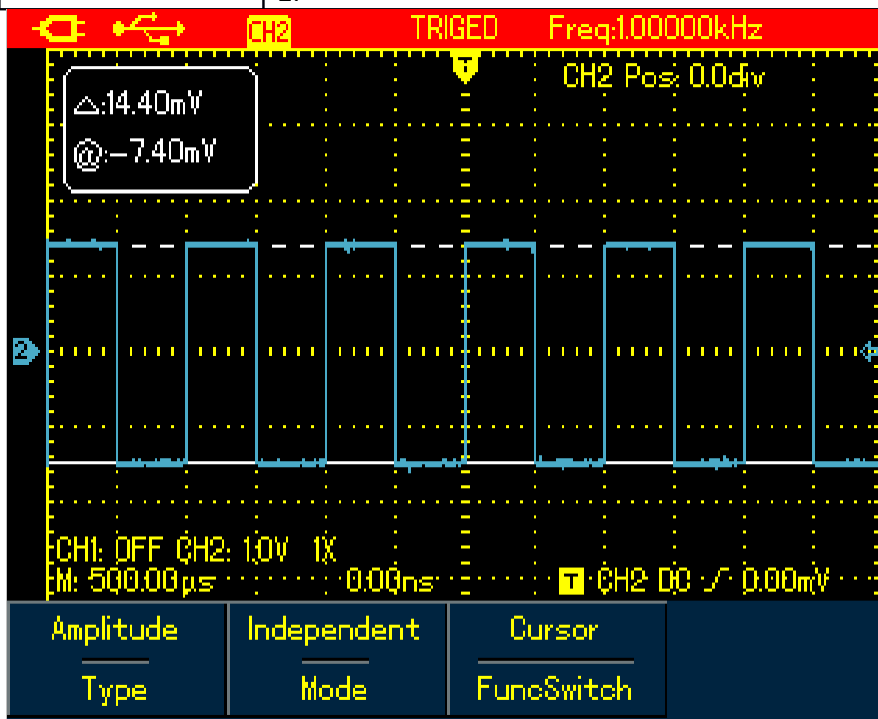 CH2 TRIGED Freq:1.00000kHz
T
CH2 Pos: 0.0div
△:14.40mV
@:-7.40mV
2
CH1: OFF CH2: 1.0V 1X
M: 500.00μs 0.00ns T CH2 DC 0.00mV
Amplitude Independent Cursor
Type Mode FuncSwitch